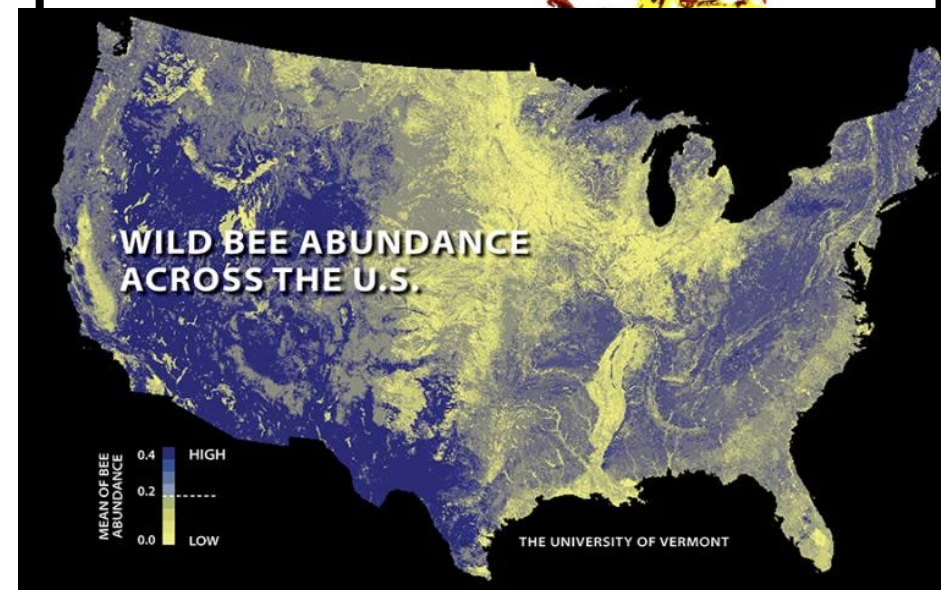 WILD BEE ABUNDANCE
ACROSS THE U.S.
MEAN OF BEE
ABUNDANCE
0.4 HIGH
0.2
0.0 LOW
THE UNIVERSITY OF VERMONT